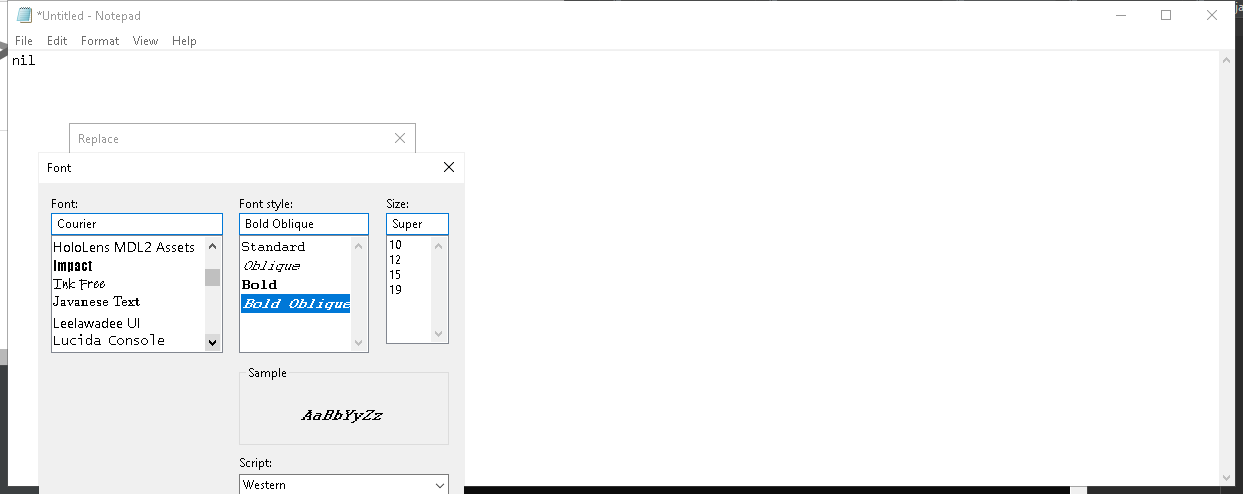 *Untitled - Notepad
File Edit Format View Help
nil
Replace
Font
Font: Font style: Size:
Courier Bold Oblique Super
HoloLens MDL2 Assets
Impact
Ink Free
Javanese Text
Leelawadee UI
Lucida Console
Standard
Oblique
Bold
Bold Oblique
10
12
15
19
Sample
AaBbYyZz
Script:
Western